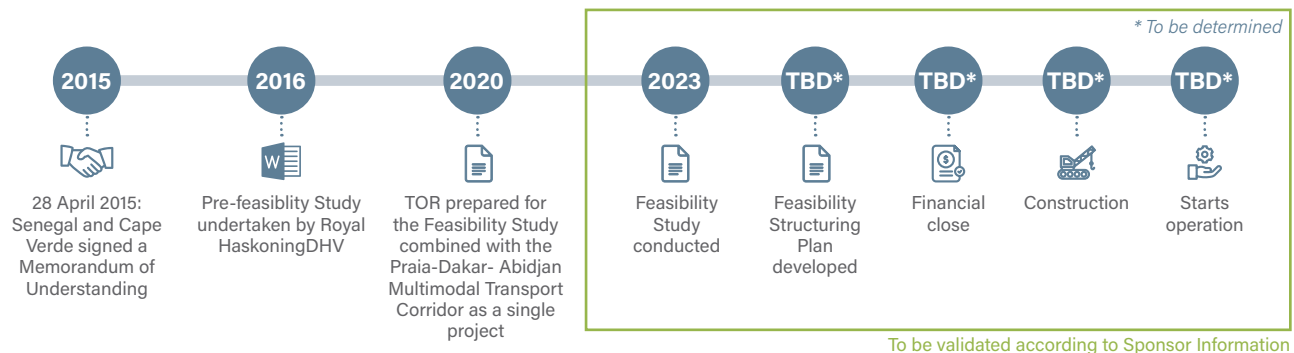 * To be determined
2015
2016
2020
2023
TBD*
TBD*
TBD*
TBD*
W
$
28 April 2015:
Senegal and Cape
Verde signed a
Memorandum of
Understanding
Pre-feasiblity Study
undertaken by Royal
HaskoningDHV
TOR prepared for
the Feasibility Study
combined with the
Praia-Dakar- Abidjan
Multimodal Transport
Corridor as a single
project
Feasibility
Study
conducted
Feasibility
Structuring
Plan
developed
Financial
close
Construction
Starts
operation
To be validated according to Sponsor Information